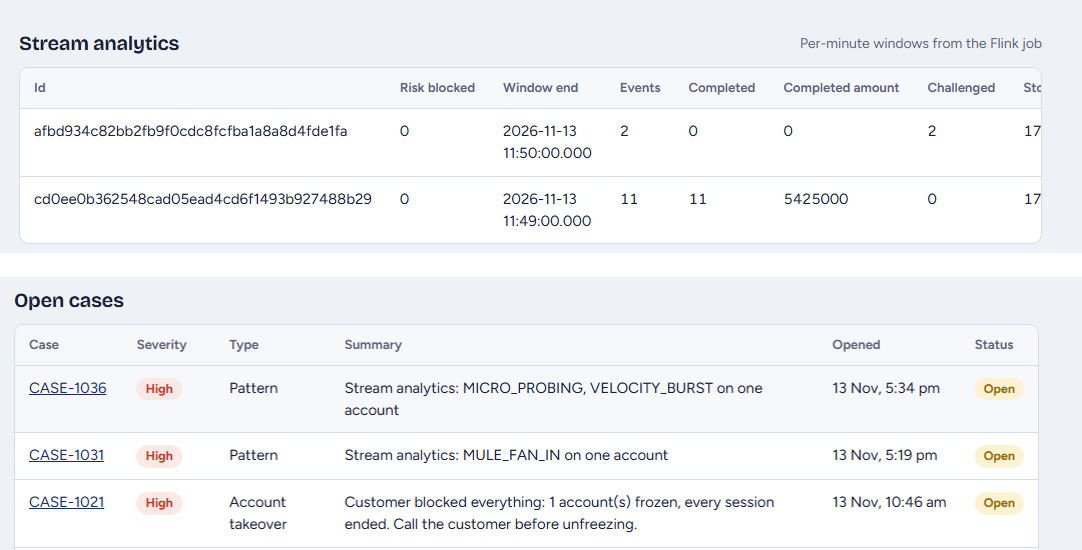 Stream analytics
Per-minute windows from the Flink job
Id Risk blocked Window end Events Completed Completed amount Challenged
afbd934c82bb2fb9f0cdc8fcfba1a8a8d4fde1fa 0 2026-11-13 2 0 0 2 17
11:50:00.000
cd0ee0b362548cad05ead4cd6f1493b927488b29 0 2026-11-13 11 11 5425000 0 17
11:49:00.000
Open cases
Case Severity Type Summary Opened Status
CASE-1036 High Pattern Stream analytics: MICRO_PROBING, VELOCITY_BURST on one 13 Nov, 5:34 pm Open
account
CASE-1031 High Pattern Stream analytics: MULE_FAN_IN on one account 13 Nov, 5:19 pm Open
CASE-1021 High Account Customer blocked everything: 1 account(s) frozen, every session 13 Nov, 10:46 am Open
takeover ended. Call the customer before unfreezing.